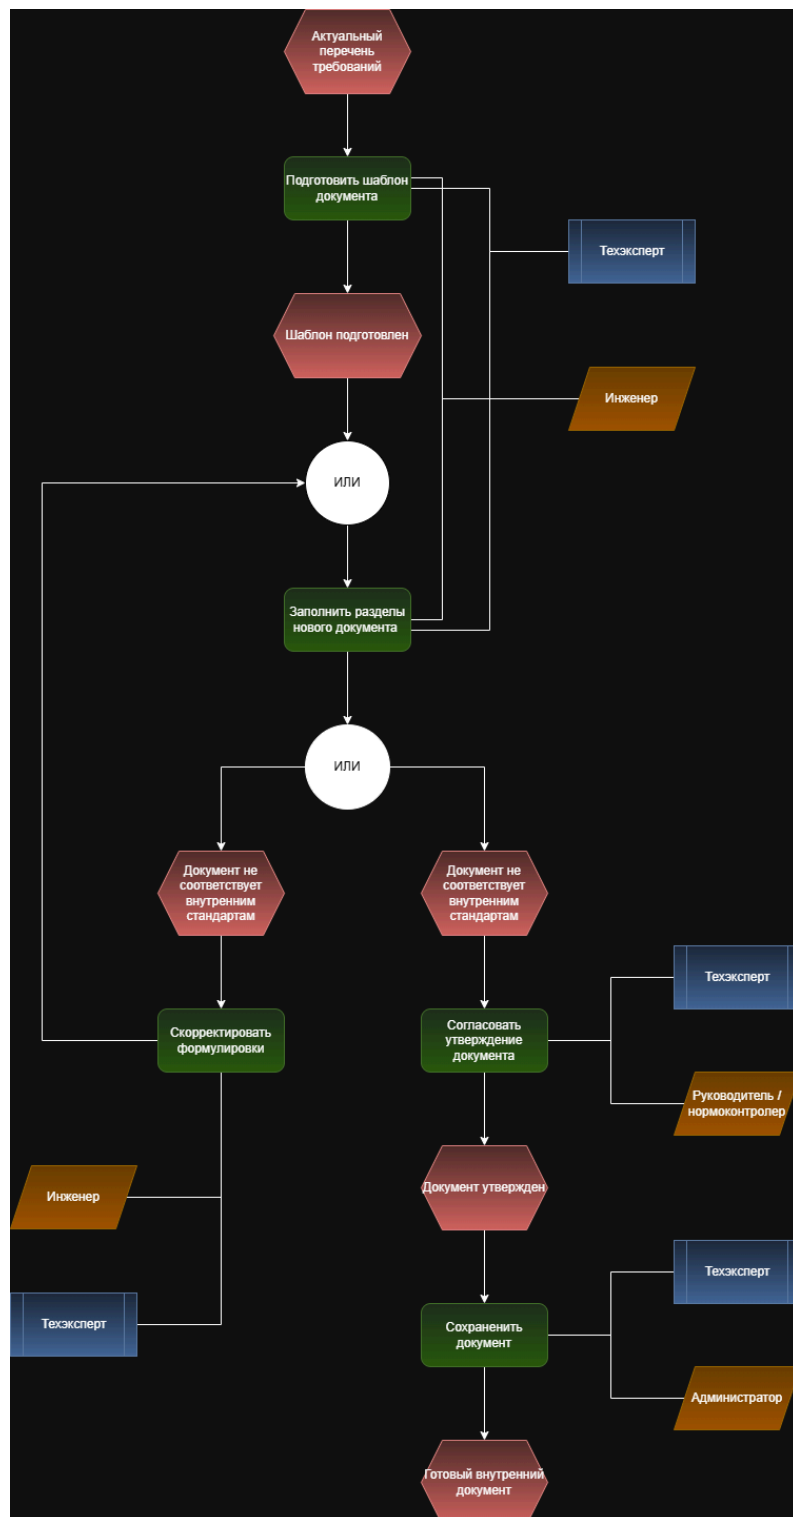 Актуальный
перечень
требований
Подготовить шаблон
документа
Техэксперт
Шаблон подготовлен
Инженер
ИЛИ
Заполнить разделы
нового документа
ИЛИ
Документ не
соответствует
внутренним
стандартам
Документ не
соответствует
внутренним
стандартам
Техэксперт
Скорректировать
формулировки
Согласовать
утверждение
документа
Руководитель /
нормоконтролер
Инженер
Документ утвержден
Техэксперт
Техэксперт
Сохраненить
документ
Администратор
Готовый внутренний
документ